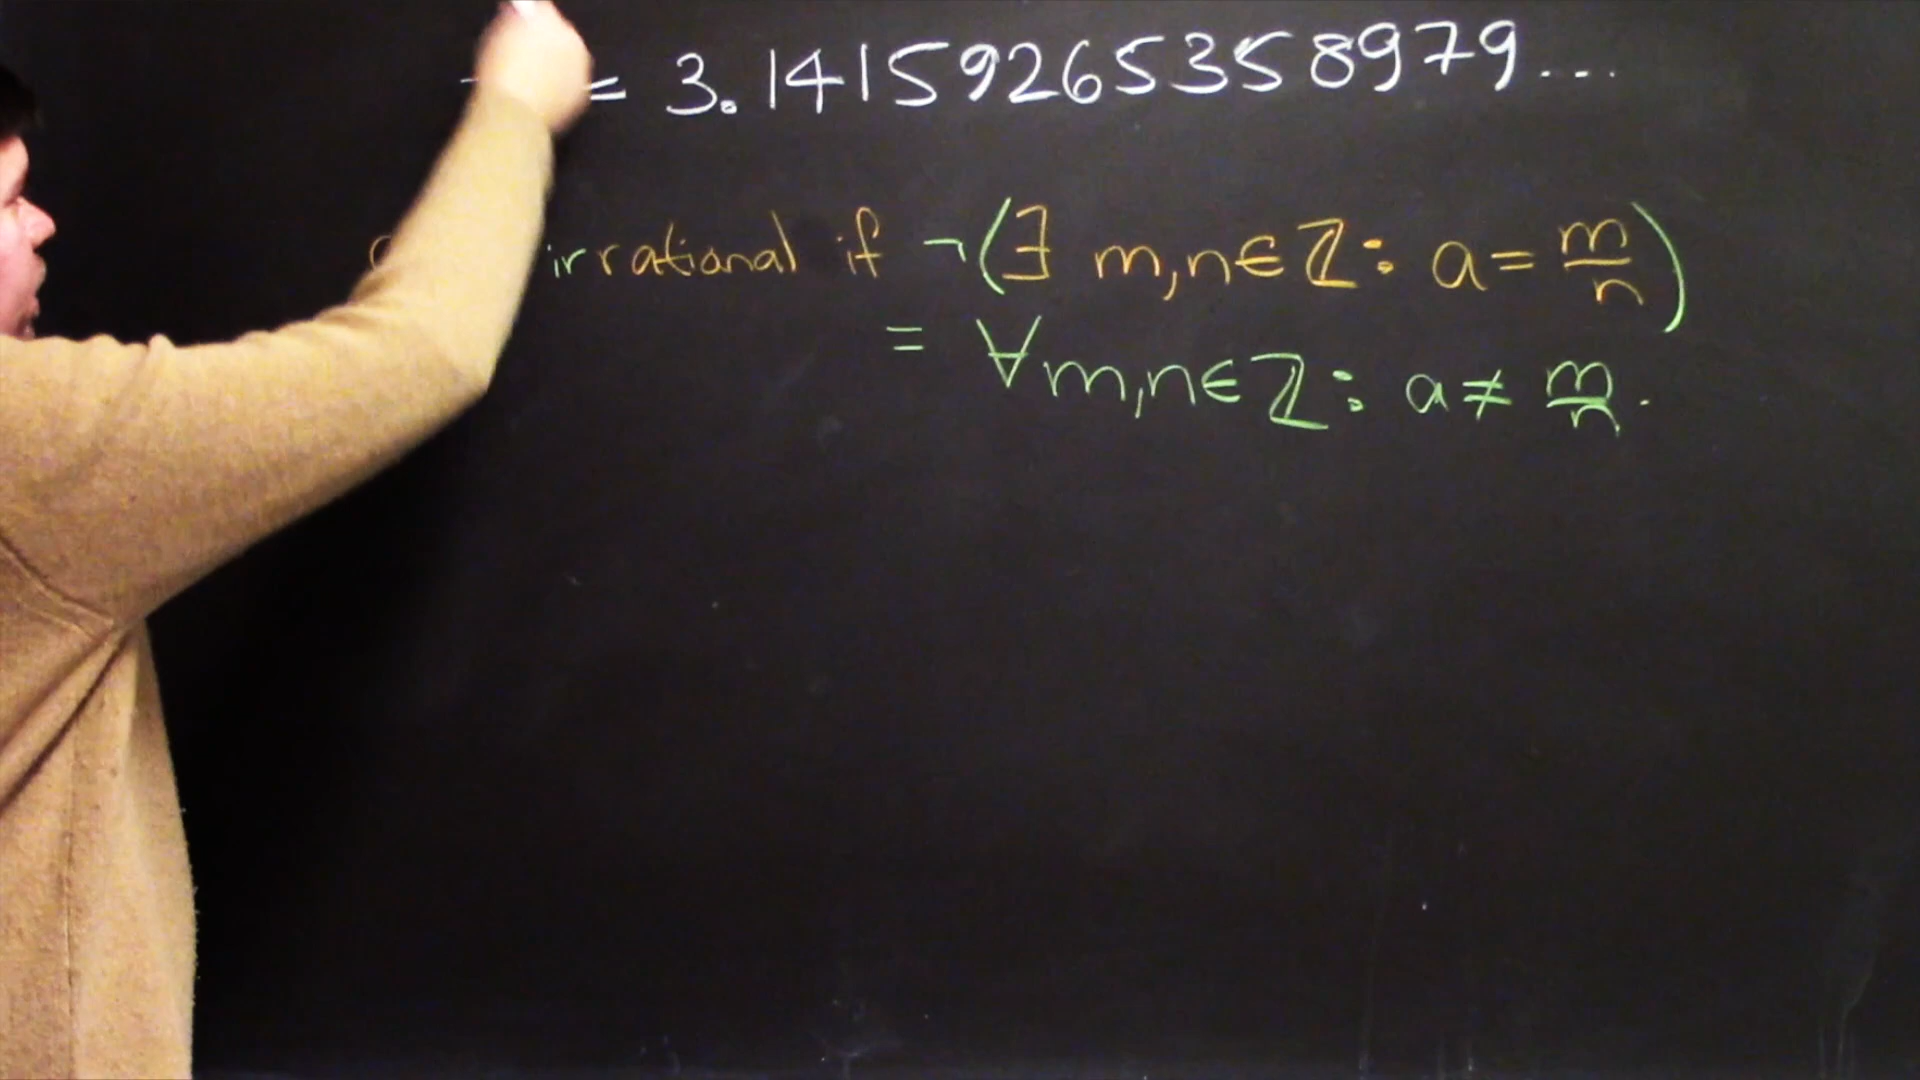 = 3.14159265358979...
irrational if ¬(∃ m,n∈ℤ: a = m/n)
= ∀m,n∈ℤ: a ≠ m/n.